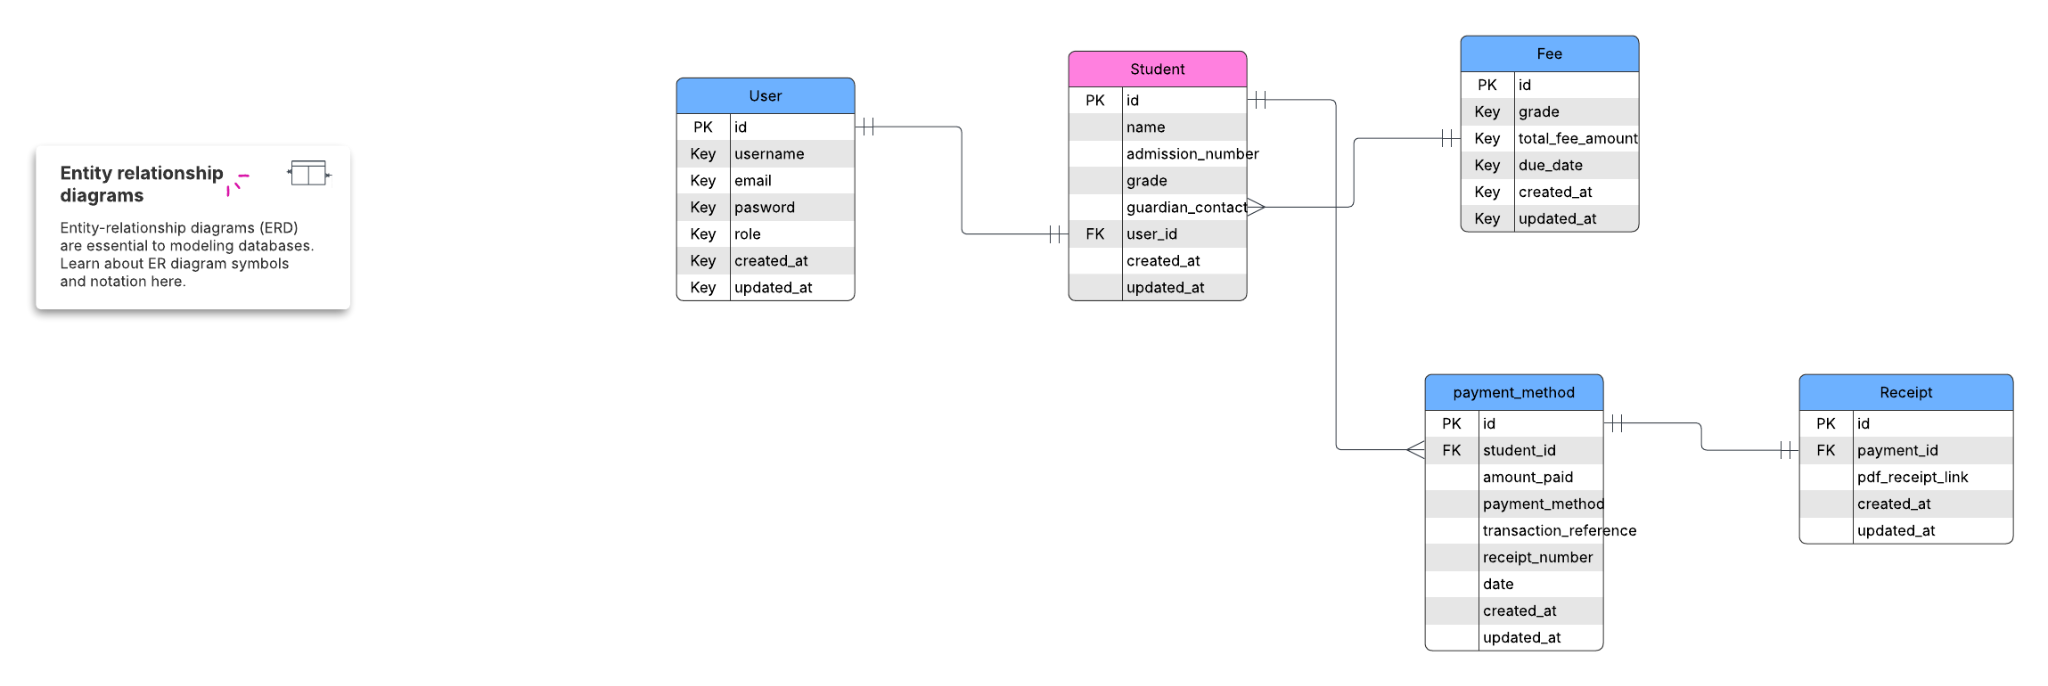 Entity relationship
diagrams
Entity-relationship diagrams (ERD)
are essential to modeling databases.
Learn about ER diagram symbols
and notation here.
User
PK id
Key username
Key email
Key pasword
Key role
Key created_at
Key updated_at
Student
PK id
name
admission_number
grade
guardian_contact
FK user_id
created_at
updated_at
Fee
PK id
Key grade
Key total_fee_amount
Key due_date
Key created_at
Key updated_at
payment_method
PK id
FK student_id
amount_paid
payment_method
transaction_reference
receipt_number
date
created_at
updated_at
Receipt
PK id
FK payment_id
pdf_receipt_link
created_at
updated_at